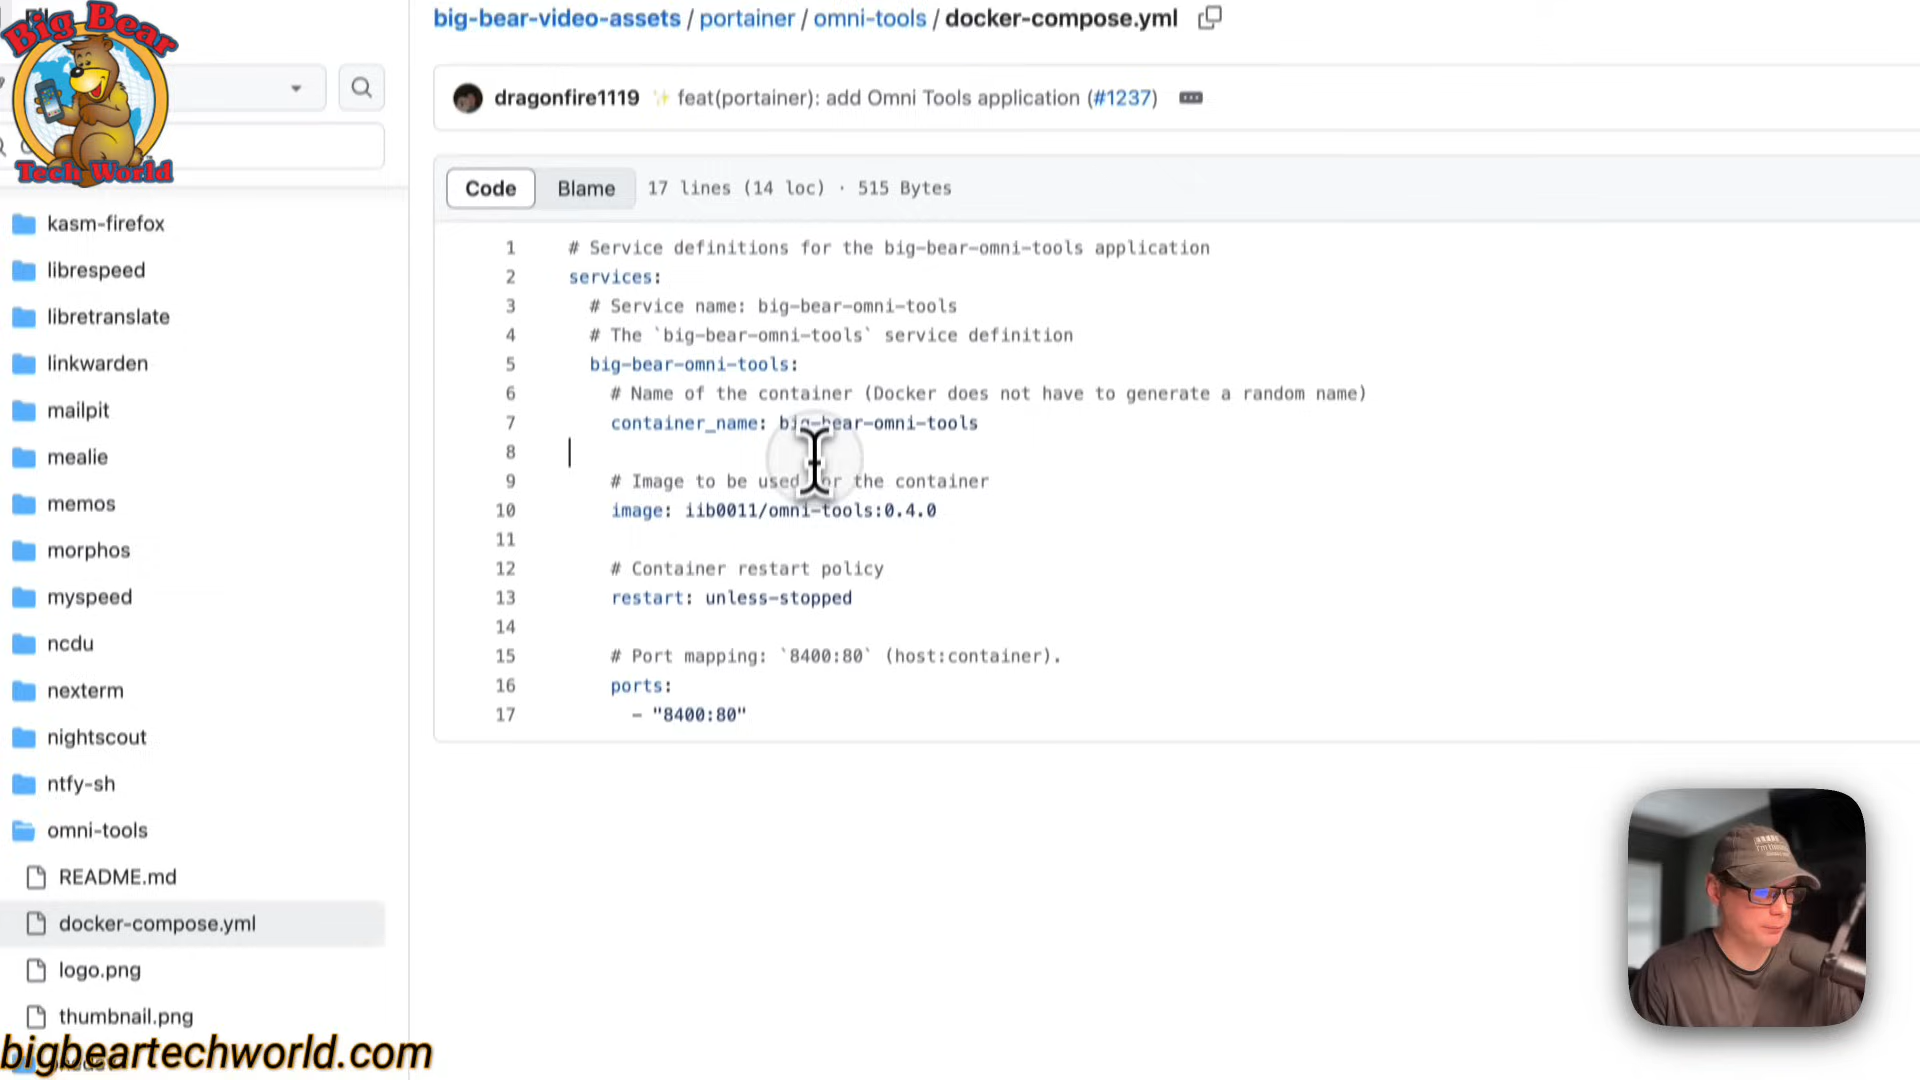 Big Bear
Tech World
big-bear-video-assets / portainer / omni-tools / docker-compose.yml
dragonfire1119 ✨ feat(portainer): add Omni Tools application (#1237)
Code Blame 17 lines (14 loc) · 515 Bytes
kasm-firefox
librespeed
libretranslate
linkwarden
mailpit
mealie
memos
morphos
myspeed
ncdu
nexterm
nightscout
ntfy-sh
omni-tools
README.md
docker-compose.yml
logo.png
thumbnail.png
1 # Service definitions for the big-bear-omni-tools application
2 services:
3 # Service name: big-bear-omni-tools
4 # The `big-bear-omni-tools` service definition
5 big-bear-omni-tools:
6 # Name of the container (Docker does not have to generate a random name)
7 container_name: big-bear-omni-tools
8
9 # Image to be used for the container
10 image: iib0011/omni-tools:0.4.0
11
12 # Container restart policy
13 restart: unless-stopped
14
15 # Port mapping: `8400:80` (host:container).
16 ports:
17 - "8400:80"
bigbeartechworld.com